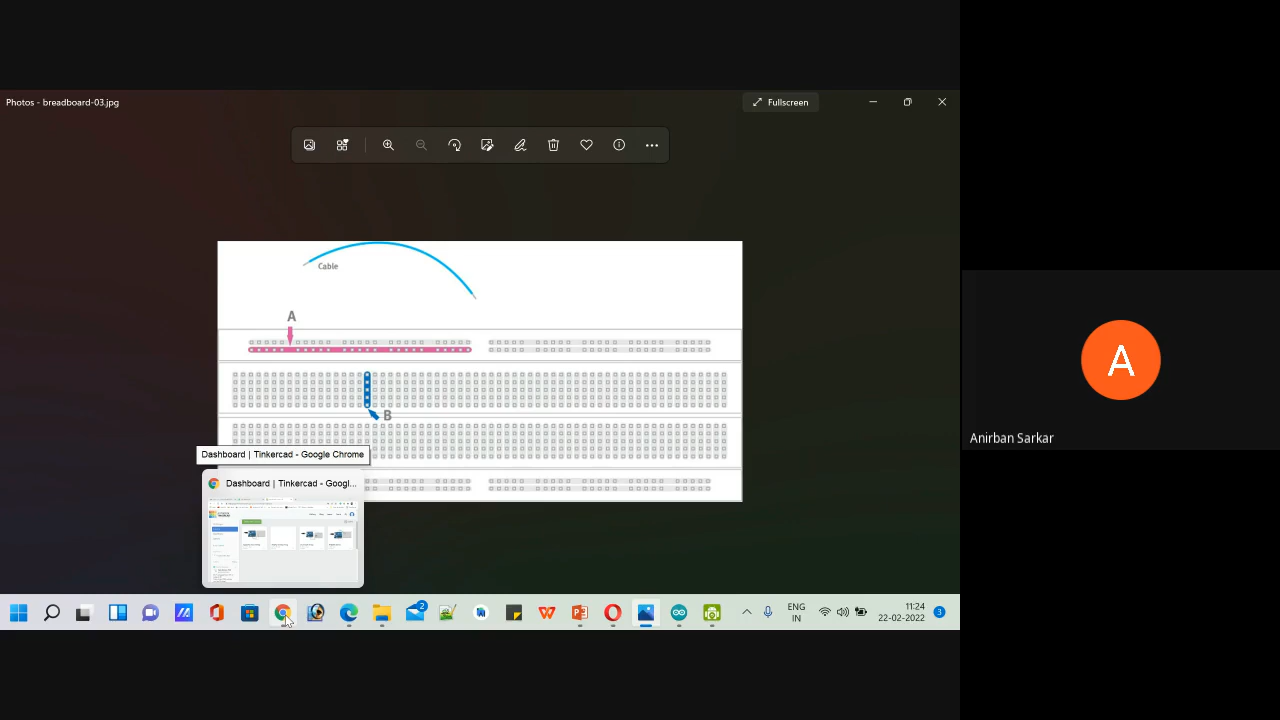 Photos - breadboard-03.jpg
Fullscreen
Cable
A
B
Dashboard | Tinkercad - Google Chrome
Dashboard | Tinkercad - Googl...
A
Anirban Sarkar
2
ENG
IN
11:24
22-02-2022
3